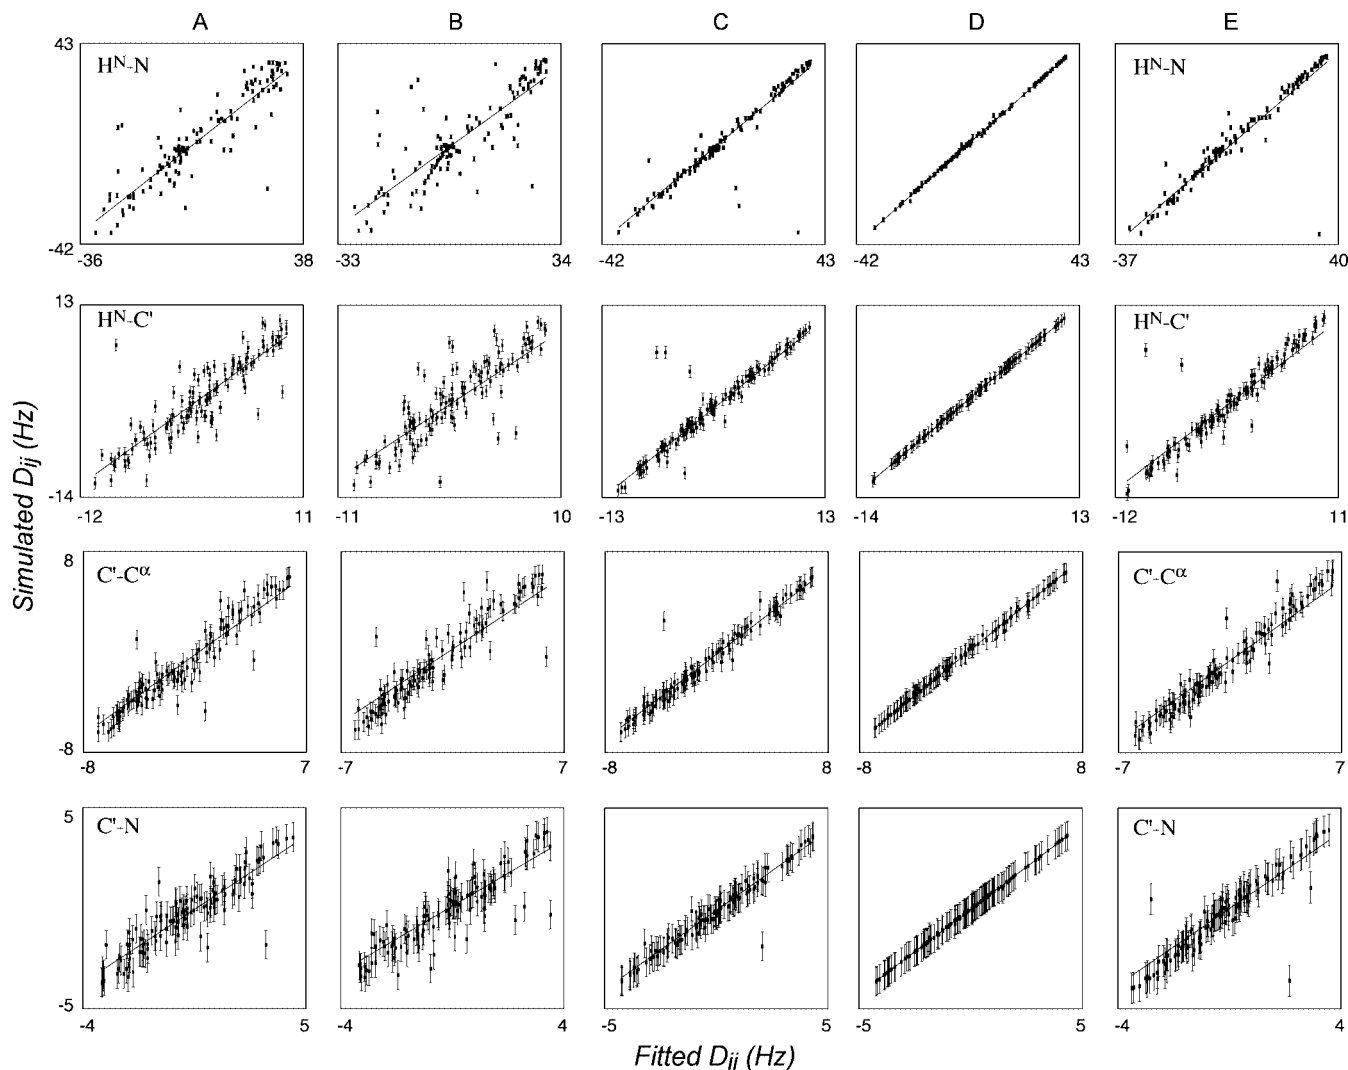 A B C D E
43 Hᴺ-N Hᴺ-N
-42
-36 38 -33 34 -42 43 -42 43 -37 40
13 Hᴺ-C' Hᴺ-C'
-14
-12 11 -11 10 -13 13 -14 13 -12 11
8 C'-Cᵅ C'-Cᵅ
-8
-8 7 -7 7 -8 8 -8 8 -7 7
5 C'-N C'-N
-5
-4 5 -4 4 -5 5 -5 5 -4 4
Simulated Dij (Hz)
Fitted Dij (Hz)